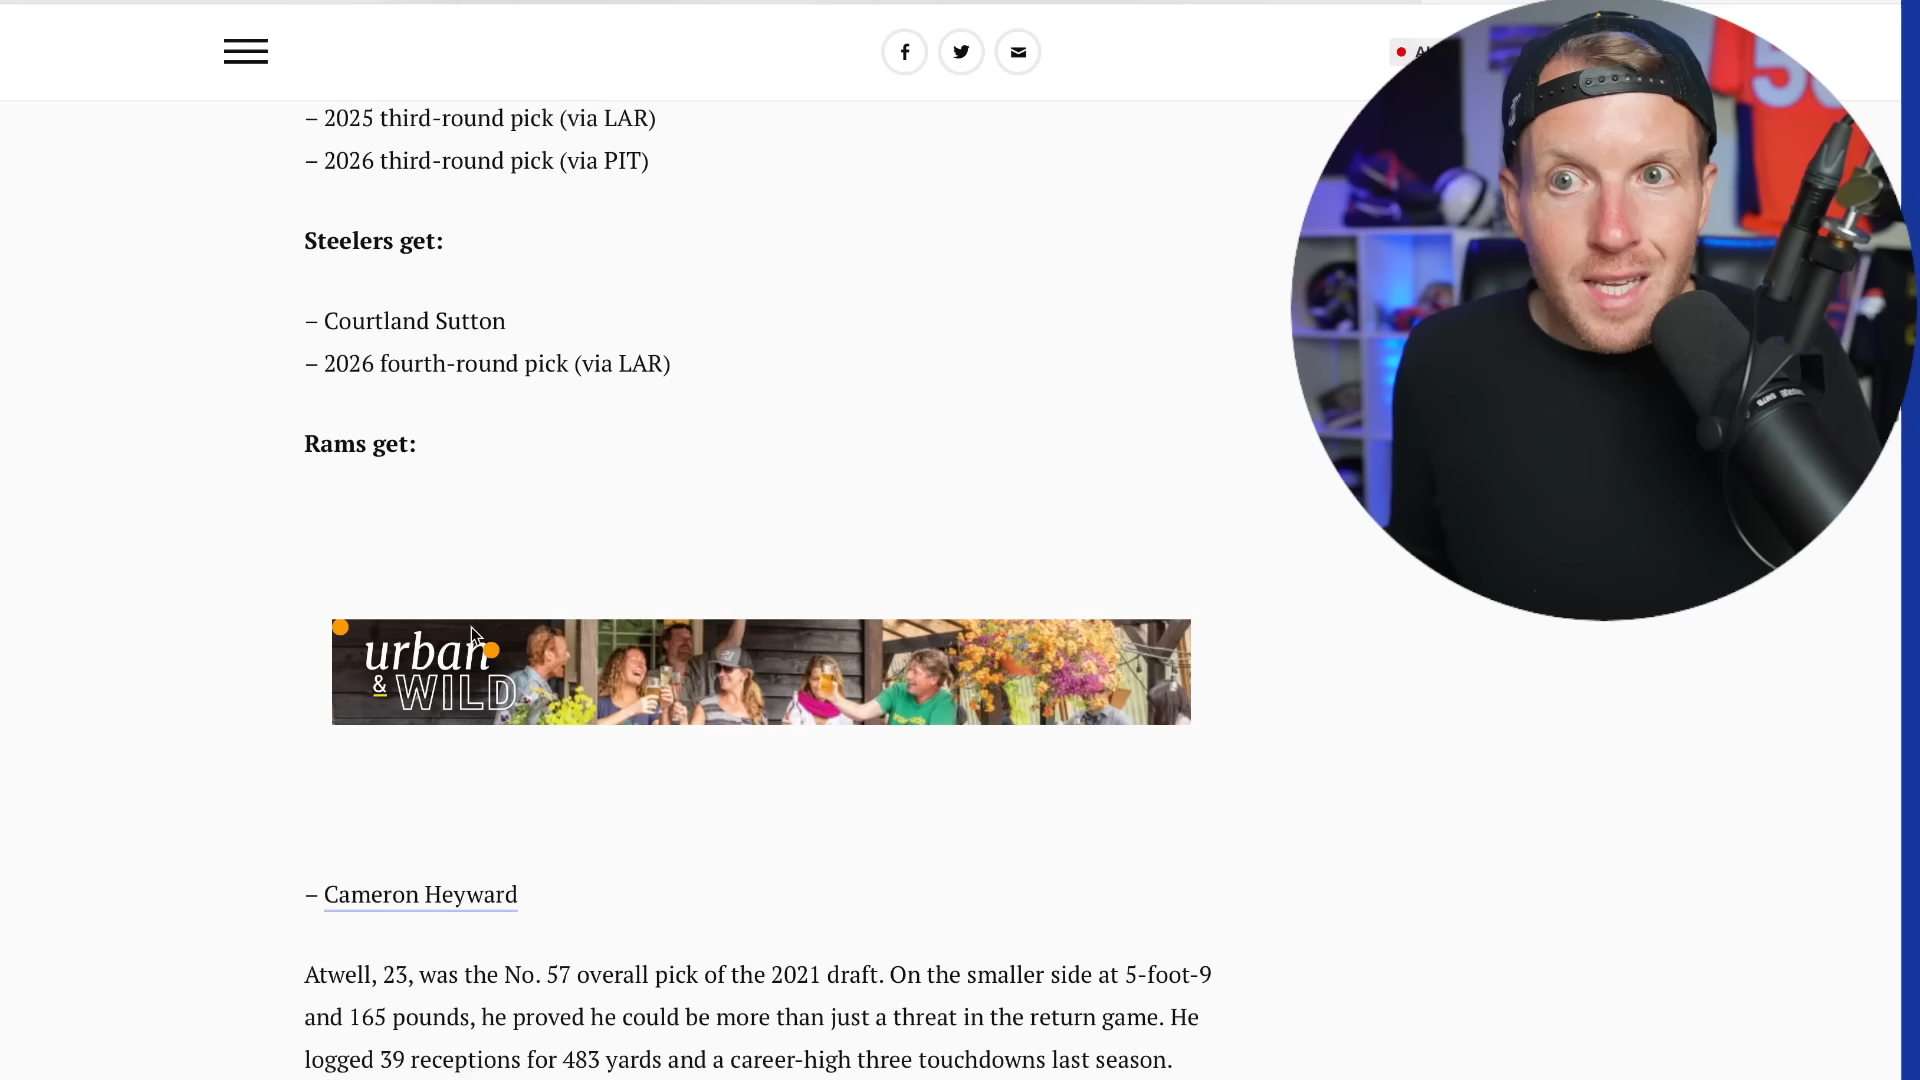 – 2025 third-round pick (via LAR)
– 2026 third-round pick (via PIT)
Steelers get:
– Courtland Sutton
– 2026 fourth-round pick (via LAR)
Rams get:
urban
& WILD
– Cameron Heyward
Atwell, 23, was the No. 57 overall pick of the 2021 draft. On the smaller side at 5-foot-9
and 165 pounds, he proved he could be more than just a threat in the return game. He
logged 39 receptions for 483 yards and a career-high three touchdowns last season.